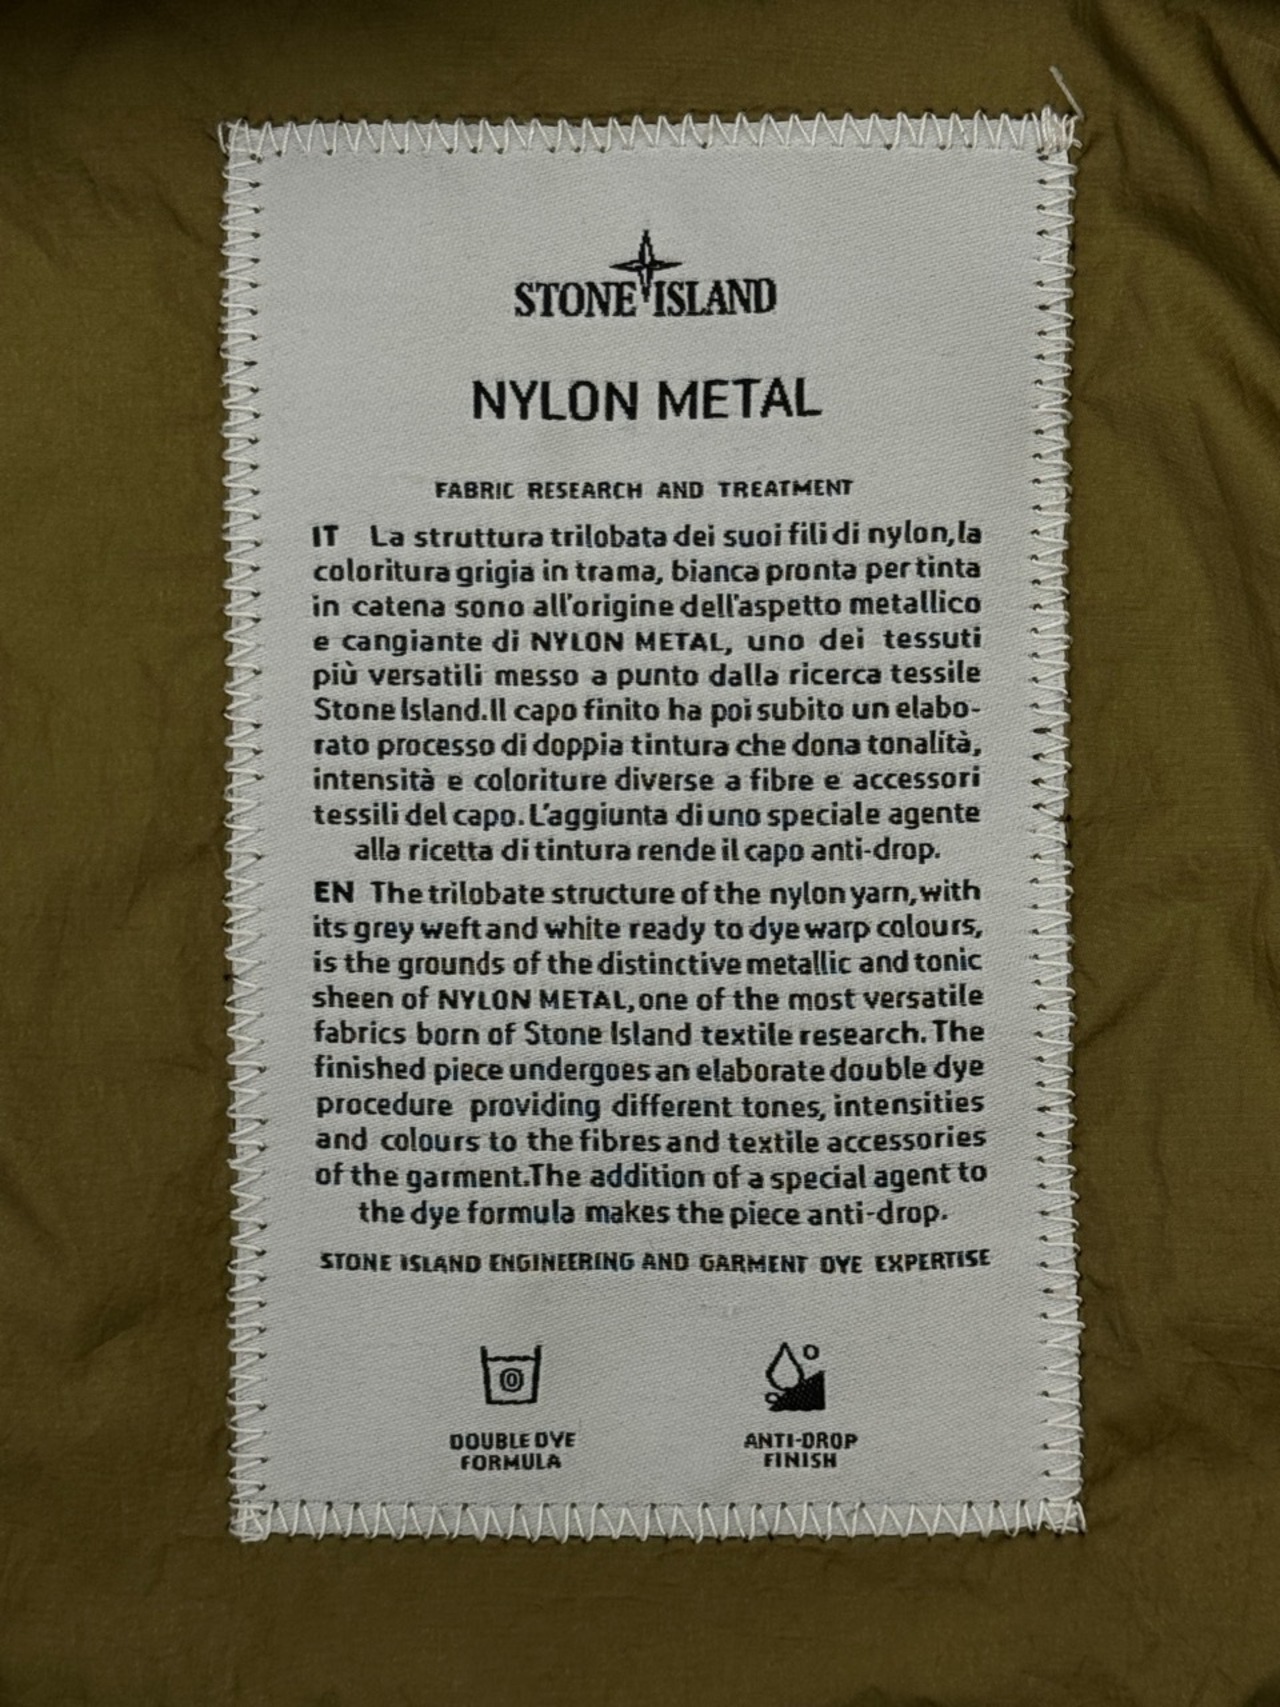 STONE ISLAND
NYLON METAL
FABRIC RESEARCH AND TREATMENT
IT La struttura trilobata dei suoi fili di nylon, la
coloritura grigia in trama, bianca pronta per tinta
in catena sono all'origine dell'aspetto metallico
e cangiante di NYLON METAL, uno dei tessuti
più versatili messo a punto dalla ricerca tessile
Stone Island. Il capo finito ha poi subito un elabo-
rato processo di doppia tintura che dona tonalità,
intensità e coloriture diverse a fibre e accessori
tessili del capo. L'aggiunta di uno speciale agente
alla ricetta di tintura rende il capo anti-drop.
EN The trilobate structure of the nylon yarn, with
its grey weft and white ready to dye warp colours,
is the grounds of the distinctive metallic and tonic
sheen of NYLON METAL, one of the most versatile
fabrics born of Stone Island textile research. The
finished piece undergoes an elaborate double dye
procedure providing different tones, intensities
and colours to the fibres and textile accessories
of the garment. The addition of a special agent to
the dye formula makes the piece anti-drop.
STONE ISLAND ENGINEERING AND GARMENT DYE EXPERTISE
DOUBLE DYE
FORMULA
ANTI-DROP
FINISH